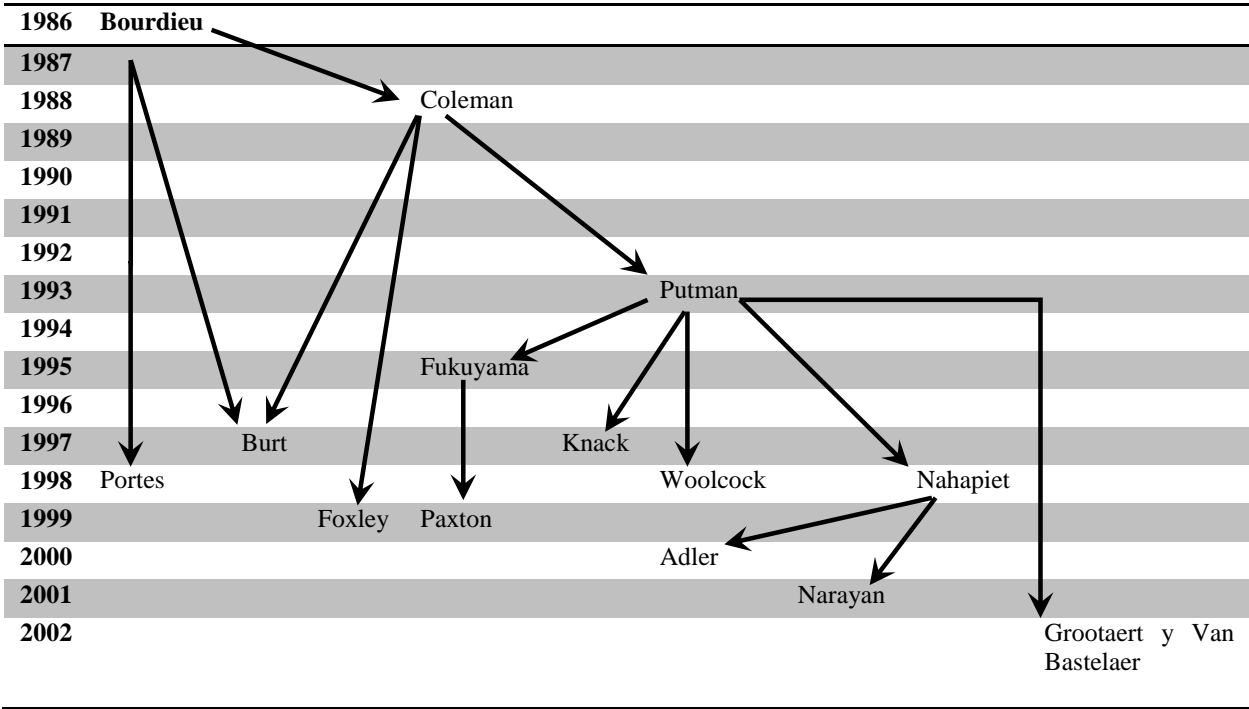 1986 Bourdieu
1987
1988 Coleman
1989
1990
1991
1992
1993 Putman
1994
1995 Fukuyama
1996
1997 Burt Knack
1998 Portes Woolcock Nahapiet
1999 Foxley Paxton
2000 Adler
2001 Narayan
2002 Grootaert y Van
Bastelaer